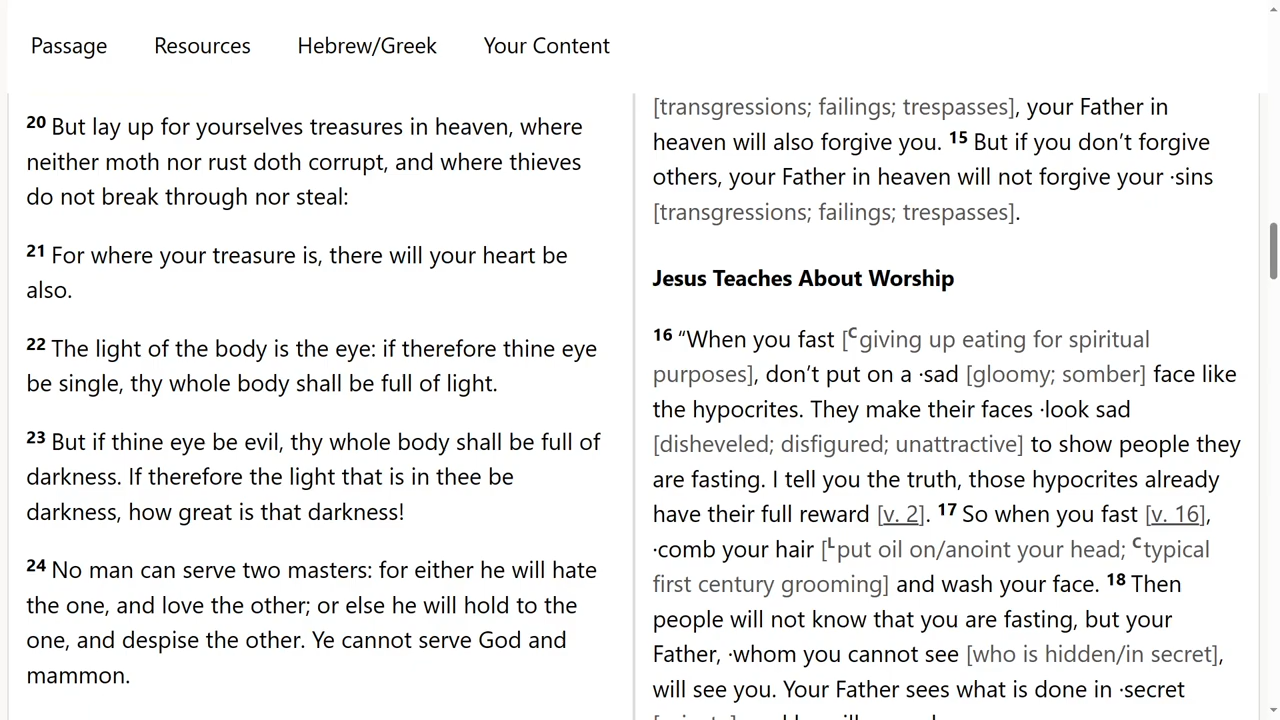 Passage Resources Hebrew/Greek Your Content
20 But lay up for yourselves treasures in heaven, where
neither moth nor rust doth corrupt, and where thieves
do not break through nor steal:
21 For where your treasure is, there will your heart be
also.
22 The light of the body is the eye: if therefore thine eye
be single, thy whole body shall be full of light.
23 But if thine eye be evil, thy whole body shall be full of
darkness. If therefore the light that is in thee be
darkness, how great is that darkness!
24 No man can serve two masters: for either he will hate
the one, and love the other; or else he will hold to the
one, and despise the other. Ye cannot serve God and
mammon.
[transgressions; failings; trespasses], your Father in
heaven will also forgive you. 15 But if you don’t forgive
others, your Father in heaven will not forgive your ·sins
[transgressions; failings; trespasses].
Jesus Teaches About Worship
16 “When you fast [C giving up eating for spiritual
purposes], don’t put on a ·sad [gloomy; somber] face like
the hypocrites. They make their faces ·look sad
[disheveled; disfigured; unattractive] to show people they
are fasting. I tell you the truth, those hypocrites already
have their full reward [v. 2]. 17 So when you fast [v. 16],
·comb your hair [L put oil on/anoint your head; C typical
first century grooming] and wash your face. 18 Then
people will not know that you are fasting, but your
Father, ·whom you cannot see [who is hidden/in secret],
will see you. Your Father sees what is done in ·secret